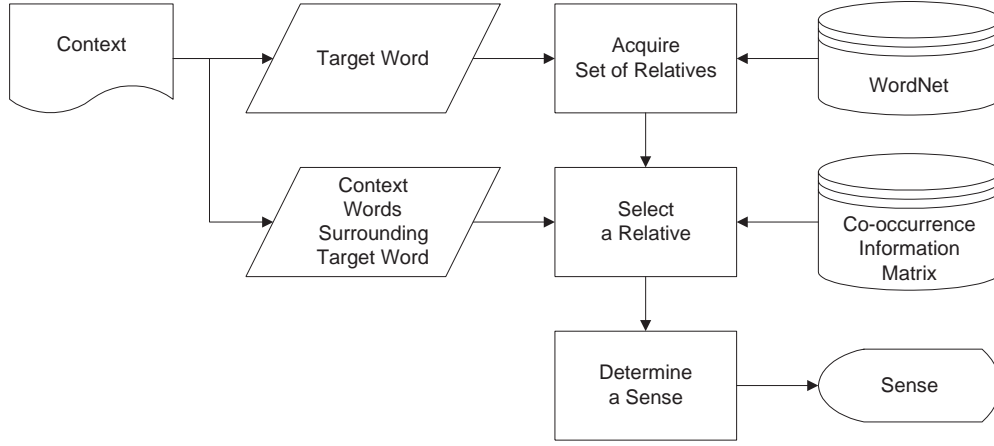 Context
Target Word
Acquire
Set of Relatives
WordNet
Context
Words
Surrounding
Target Word
Select
a Relative
Co-occurrence
Information
Matrix
Determine
a Sense
Sense